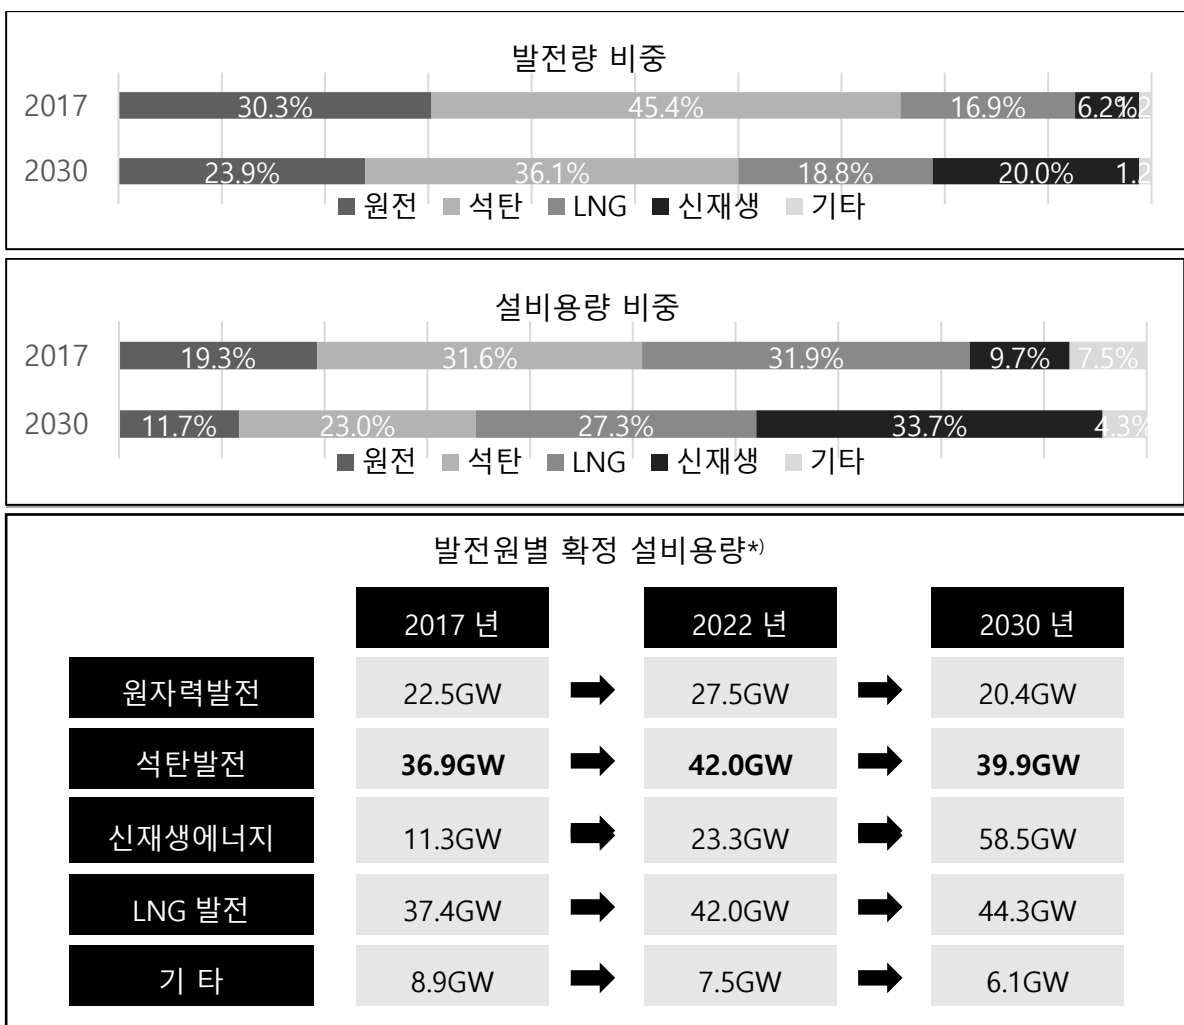 발전량 비중
2017 30.3% 45.4% 16.9% 6.2% 1.2
2030 23.9% 36.1% 18.8% 20.0% 1.2
원전 석탄 LNG 신재생 기타
설비용량 비중
2017 19.3% 31.6% 31.9% 9.7% 7.5%
2030 11.7% 23.0% 27.3% 33.7% 4.3%
원전 석탄 LNG 신재생 기타
발전원별 확정 설비용량*)
2017 년 2022 년 2030 년
원자력발전 22.5GW 27.5GW 20.4GW
석탄발전 36.9GW 42.0GW 39.9GW
신재생에너지 11.3GW 23.3GW 58.5GW
LNG 발전 37.4GW 42.0GW 44.3GW
기 타 8.9GW 7.5GW 6.1GW